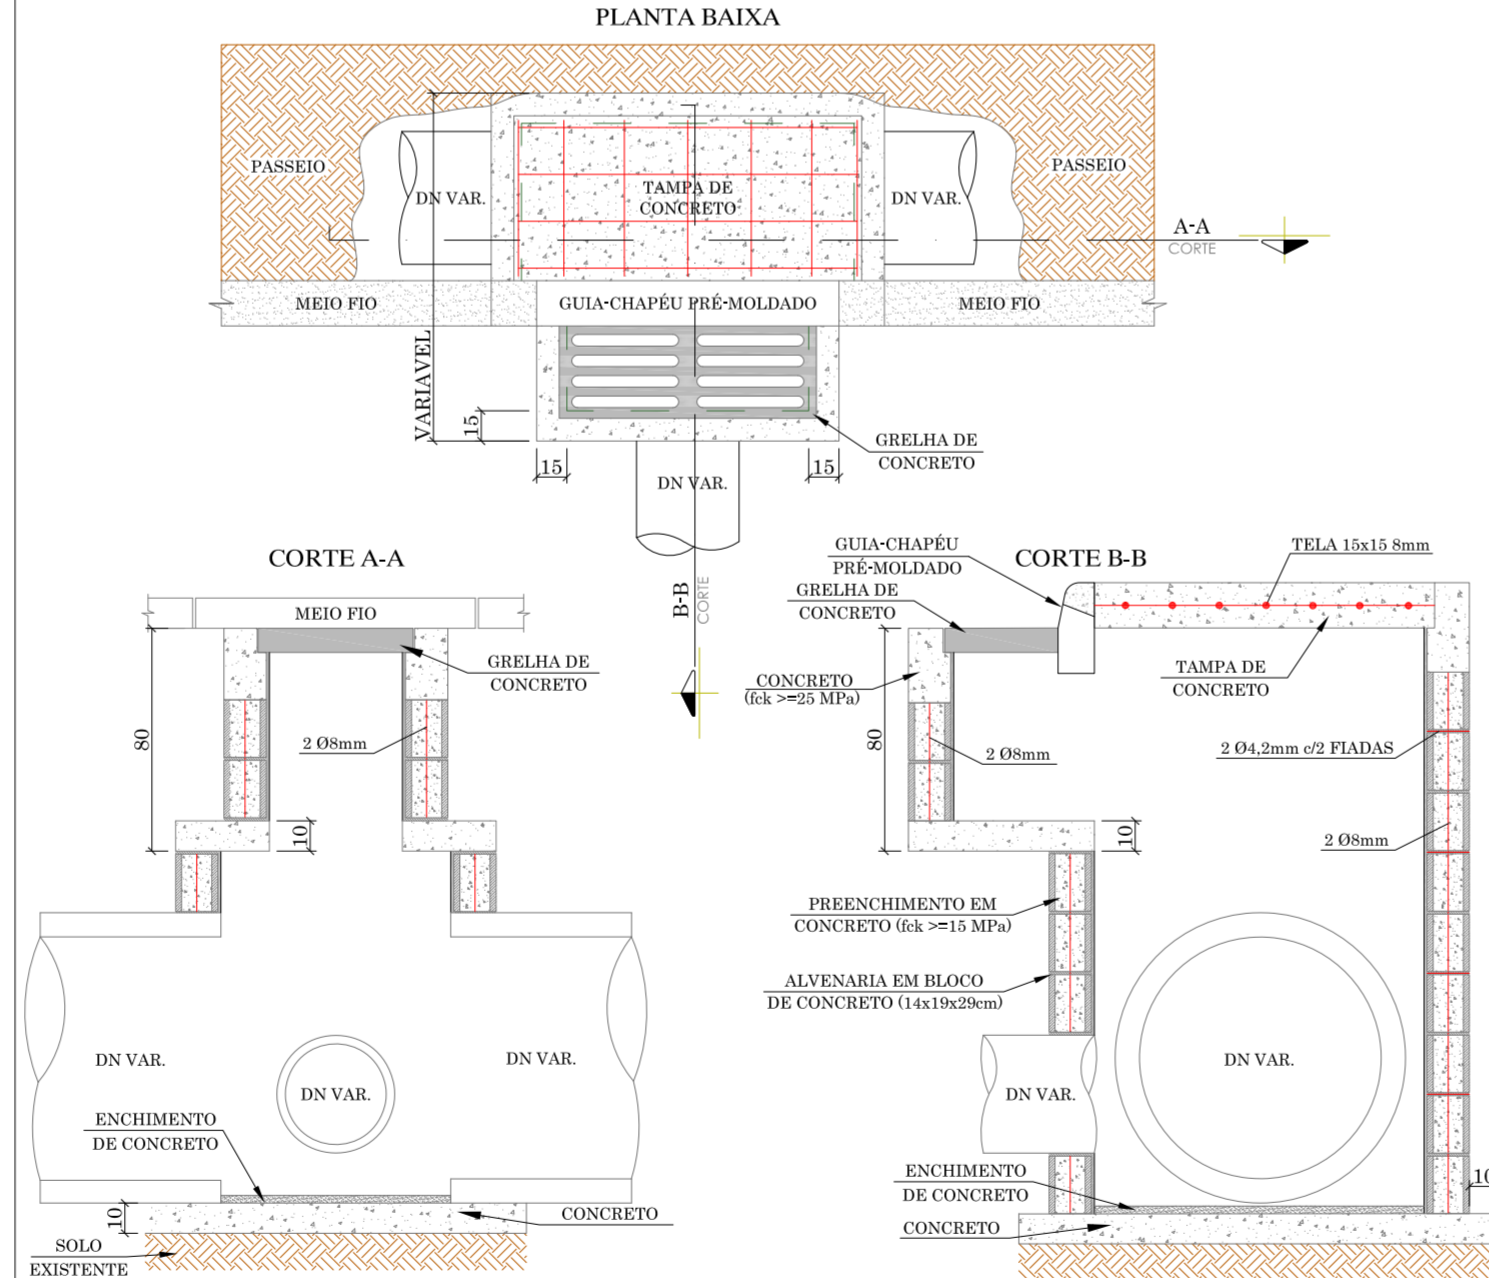 PLANTA BAIXA
PASSEIO
DN VAR.
TAMPA DE
CONCRETO
DN VAR.
PASSEIO
A-A
CORTE
MEIO FIO
GUIA-CHAPÉU PRÉ-MOLDADO
MEIO FIO
VARIAVEL
15
15
15
GRELHA DE
CONCRETO
DN VAR.
B-B
CORTE
CORTE A-A
MEIO FIO
GRELHA DE
CONCRETO
80
2 Ø8mm
10
DN VAR.
DN VAR.
DN VAR.
ENCHIMENTO
DE CONCRETO
10
CONCRETO
SOLO
EXISTENTE
CORTE B-B
GUIA-CHAPÉU
PRÉ-MOLDADO
TELA 15x15 8mm
GRELHA DE
CONCRETO
CONCRETO
(fck >=25 MPa)
TAMPA DE
CONCRETO
80
2 Ø8mm
2 Ø4,2mm c/2 FIADAS
10
2 Ø8mm
PREENCHIMENTO EM
CONCRETO (fck >=15 MPa)
ALVENARIA EM BLOCO
DE CONCRETO (14x19x29cm)
DN VAR.
DN VAR.
ENCHIMENTO
DE CONCRETO
10
CONCRETO